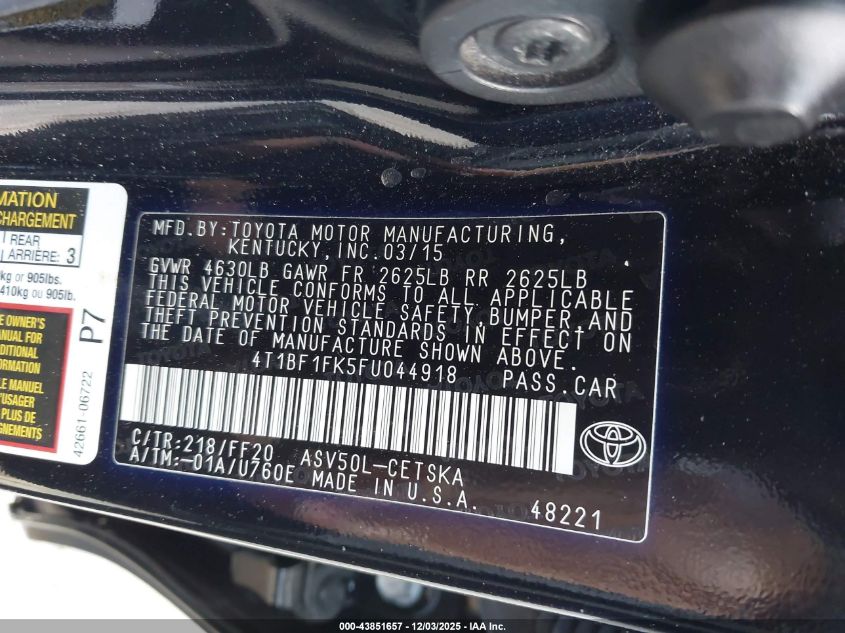 MATION
CHARGEMENT
REAR
ARRIÈRE 3
kg or 905lbs.
410kg ou 905lb.
E OWNER'S
ANUAL FOR
DDITIONAL
FORMATION
LE MANUEL
'USAGER
PLUS DE
IGNEMENTS
P7
42661-06722
MFD.BY:TOYOTA MOTOR MANUFACTURING,
KENTUCKY,INC.03/15
GVWR 4630LB GAWR FR 2625LB RR 2625LB
THIS VEHICLE CONFORMS TO ALL APPLICABLE
FEDERAL MOTOR VEHICLE SAFETY,BUMPER,AND
THEFT PREVENTION STANDARDS IN EFFECT ON
THE DATE OF MANUFACTURE SHOWN ABOVE.
4T1BF1FK5FU044918 PASS.CAR
C/TR:218/FF20 ASV50L-CETSKA
A/TM:-01A/U760E MADE IN U.S.A.
48221
000-43851657 - 12/03/2025 - IAA Inc.